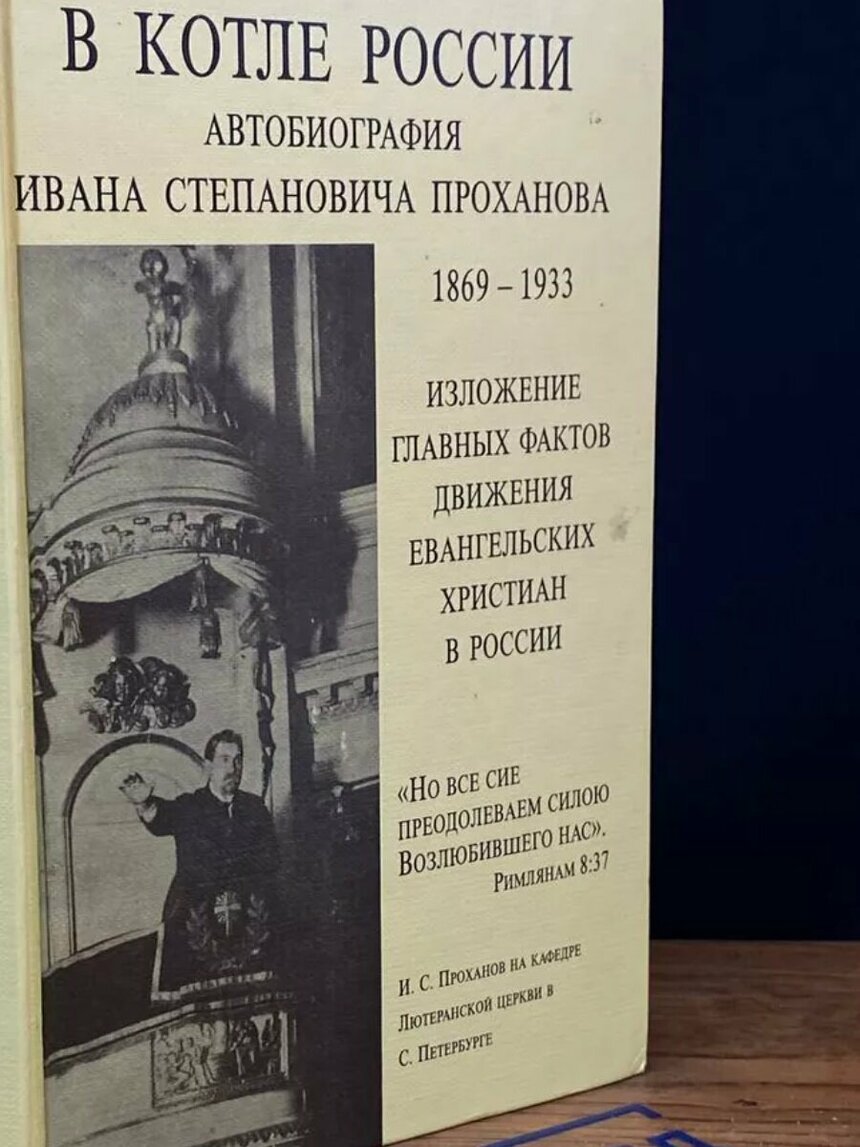 В КОТЛЕ РОССИИ
АВТОБИОГРАФИЯ
ИВАНА СТЕПАНОВИЧА ПРОХАНОВА
1869 – 1933
ИЗЛОЖЕНИЕ
ГЛАВНЫХ ФАКТОВ
ДВИЖЕНИЯ
ЕВАНГЕЛЬСКИХ
ХРИСТИАН
В РОССИИ
«НО ВСЕ СИЕ
ПРЕОДОЛЕВАЕМ СИЛОЮ
ВОЗЛЮБИВШЕГО НАС».
РИМЛЯНАМ 8:37
И. С. ПРОХАНОВ НА КАФЕДРЕ
ЛЮТЕРАНСКОЙ ЦЕРКВИ В
С. ПЕТЕРБУРГЕ